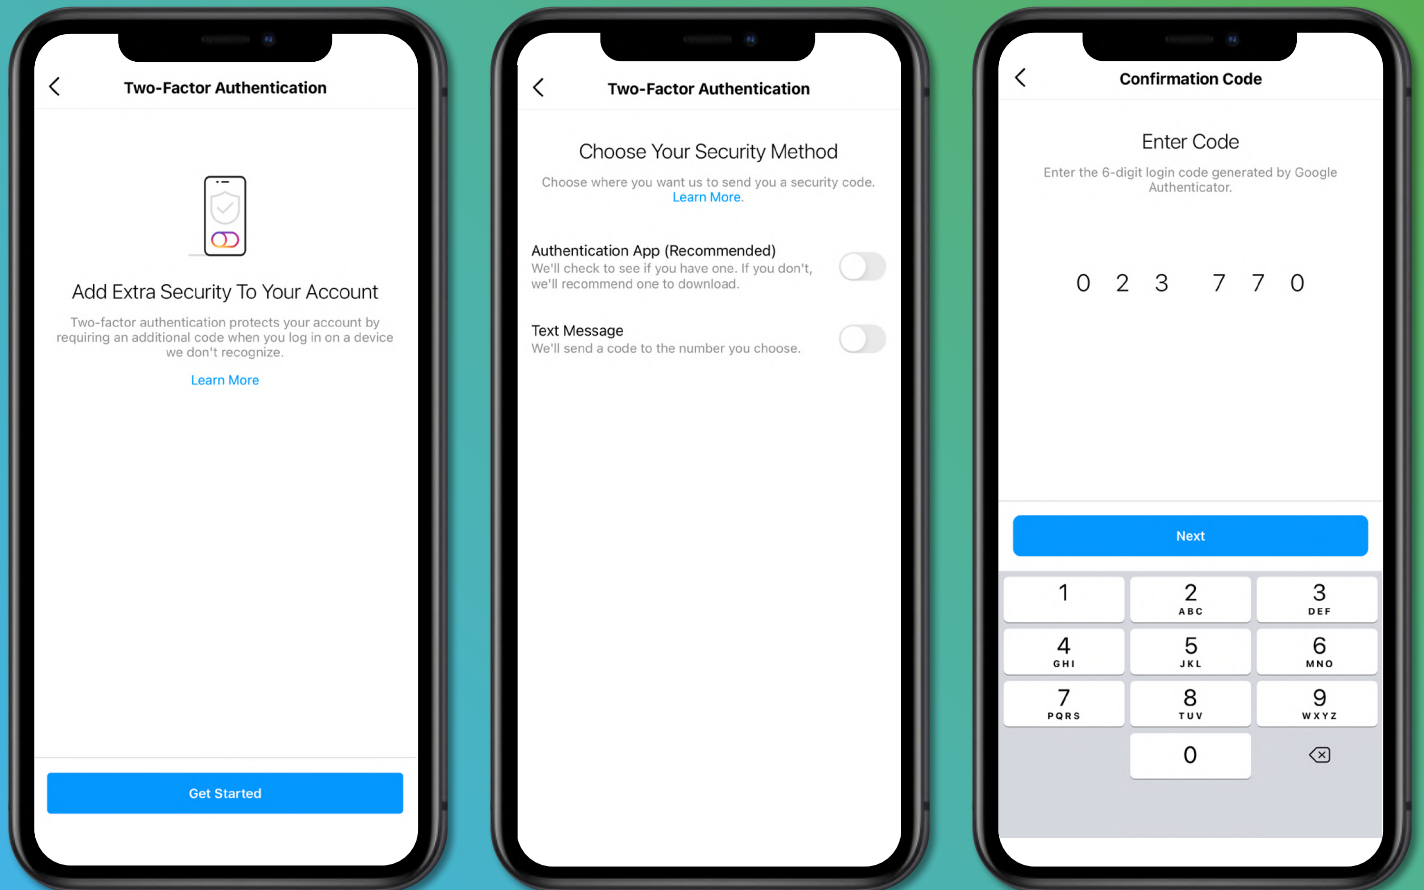 Two-Factor Authentication
Add Extra Security To Your Account
Two-factor authentication protects your account by
requiring an additional code when you log in on a device
we don't recognize.
Learn More
Get Started
Two-Factor Authentication
Choose Your Security Method
Choose where you want us to send you a security code.
Learn More.
Authentication App (Recommended)
We'll check to see if you have one. If you don't,
we'll recommend one to download.
Text Message
We'll send a code to the number you choose.
Confirmation Code
Enter Code
Enter the 6-digit login code generated by Google
Authenticator.
0 2 3 7 7 0
Next
1 2 3
ABC DEF
4 5 6
GHI JKL MNO
7 8 9
PQRS TUV WXYZ
0